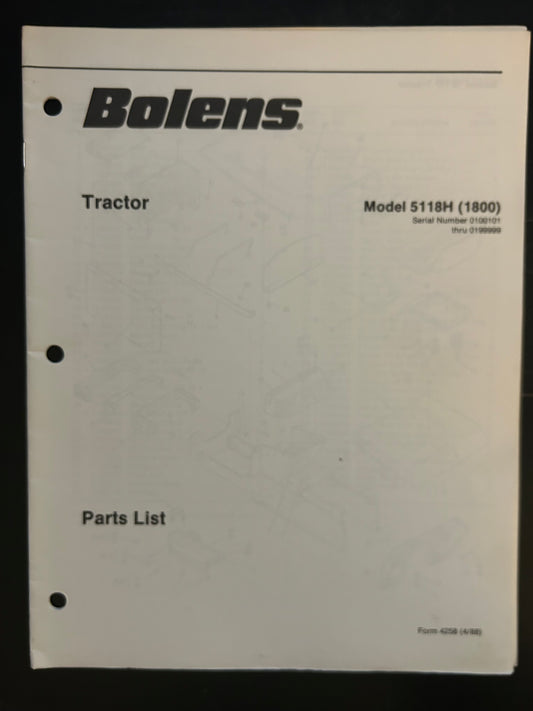 Bolens®
Tractor
Model 5118H (1800)
Serial Number 0100101
thru 0199999
Parts List
Form 4258 (4/88)